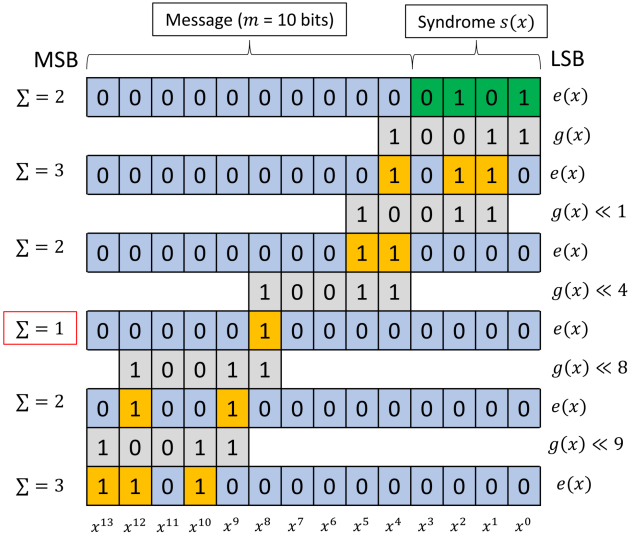 Message (m = 10 bits) Syndrome s(x)
MSB LSB
∑ = 2 0 0 0 0 0 0 0 0 0 0 0 1 0 1 e(x)
1 0 0 1 1 g(x)
∑ = 3 0 0 0 0 0 0 0 0 0 1 0 1 1 0 e(x)
1 0 0 1 1 g(x) ≪ 1
∑ = 2 0 0 0 0 0 0 0 0 1 1 0 0 0 0 e(x)
1 0 0 1 1 g(x) ≪ 4
∑ = 1 0 0 0 0 0 1 0 0 0 0 0 0 0 0 e(x)
1 0 0 1 1 g(x) ≪ 8
∑ = 2 0 1 0 0 1 0 0 0 0 0 0 0 0 0 e(x)
1 0 0 1 1 g(x) ≪ 9
∑ = 3 1 1 0 1 0 0 0 0 0 0 0 0 0 0 e(x)
x¹³ x¹² x¹¹ x¹⁰ x⁹ x⁸ x⁷ x⁶ x⁵ x⁴ x³ x² x¹ x⁰